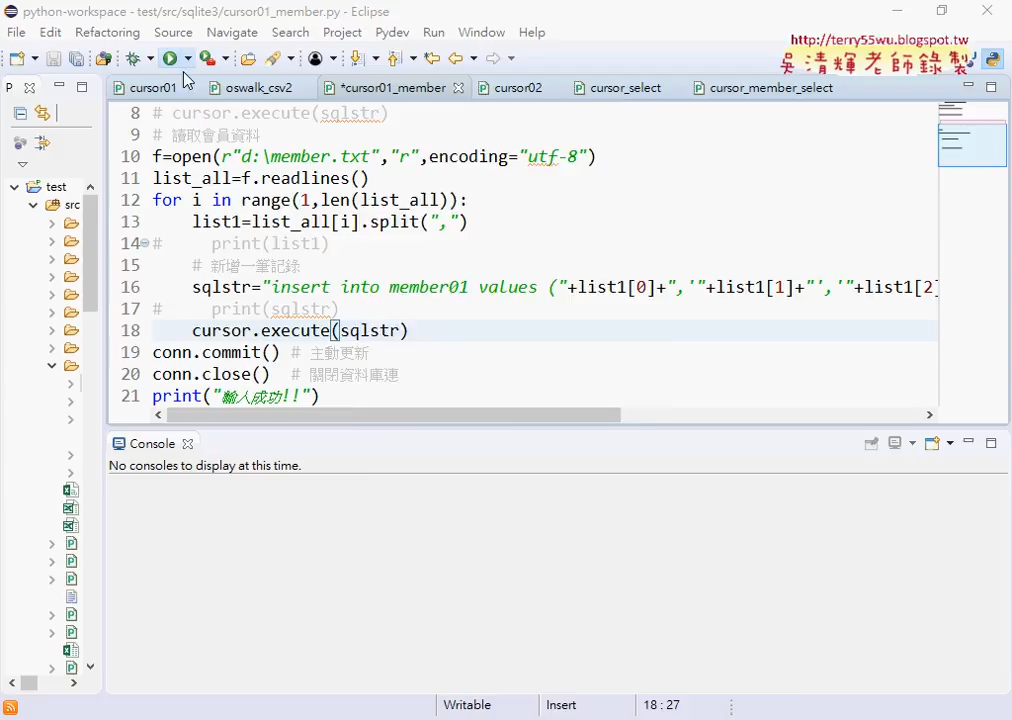 python-workspace - test/src/sqlite3/cursor01_member.py - Eclipse
File Edit Refactoring Source Navigate Search Project Pydev Run Window Help
http://terry55wu.blogspot.tw
吳清輝老師錄製
P
cursor01
oswalk_csv2
*cursor01_member
cursor02
cursor_select
cursor_member_select
test
src
8 # cursor.execute(sqlstr)
9 # 讀取會員資料
10 f=open(r"d:\member.txt","r",encoding="utf-8")
11 list_all=f.readlines()
12 for i in range(1,len(list_all)):
13 list1=list_all[i].split(",")
14 # print(list1)
15 # 新增一筆記錄
16 sqlstr="insert into member01 values ("+list1[0]+",'"+list1[1]+"','"+list1[2]
17 # print(sqlstr)
18 cursor.execute(sqlstr)
19 conn.commit() # 主動更新
20 conn.close() # 關閉資料庫連
21 print("輸入成功!!")
Console
No consoles to display at this time.
Writable Insert 18 : 27